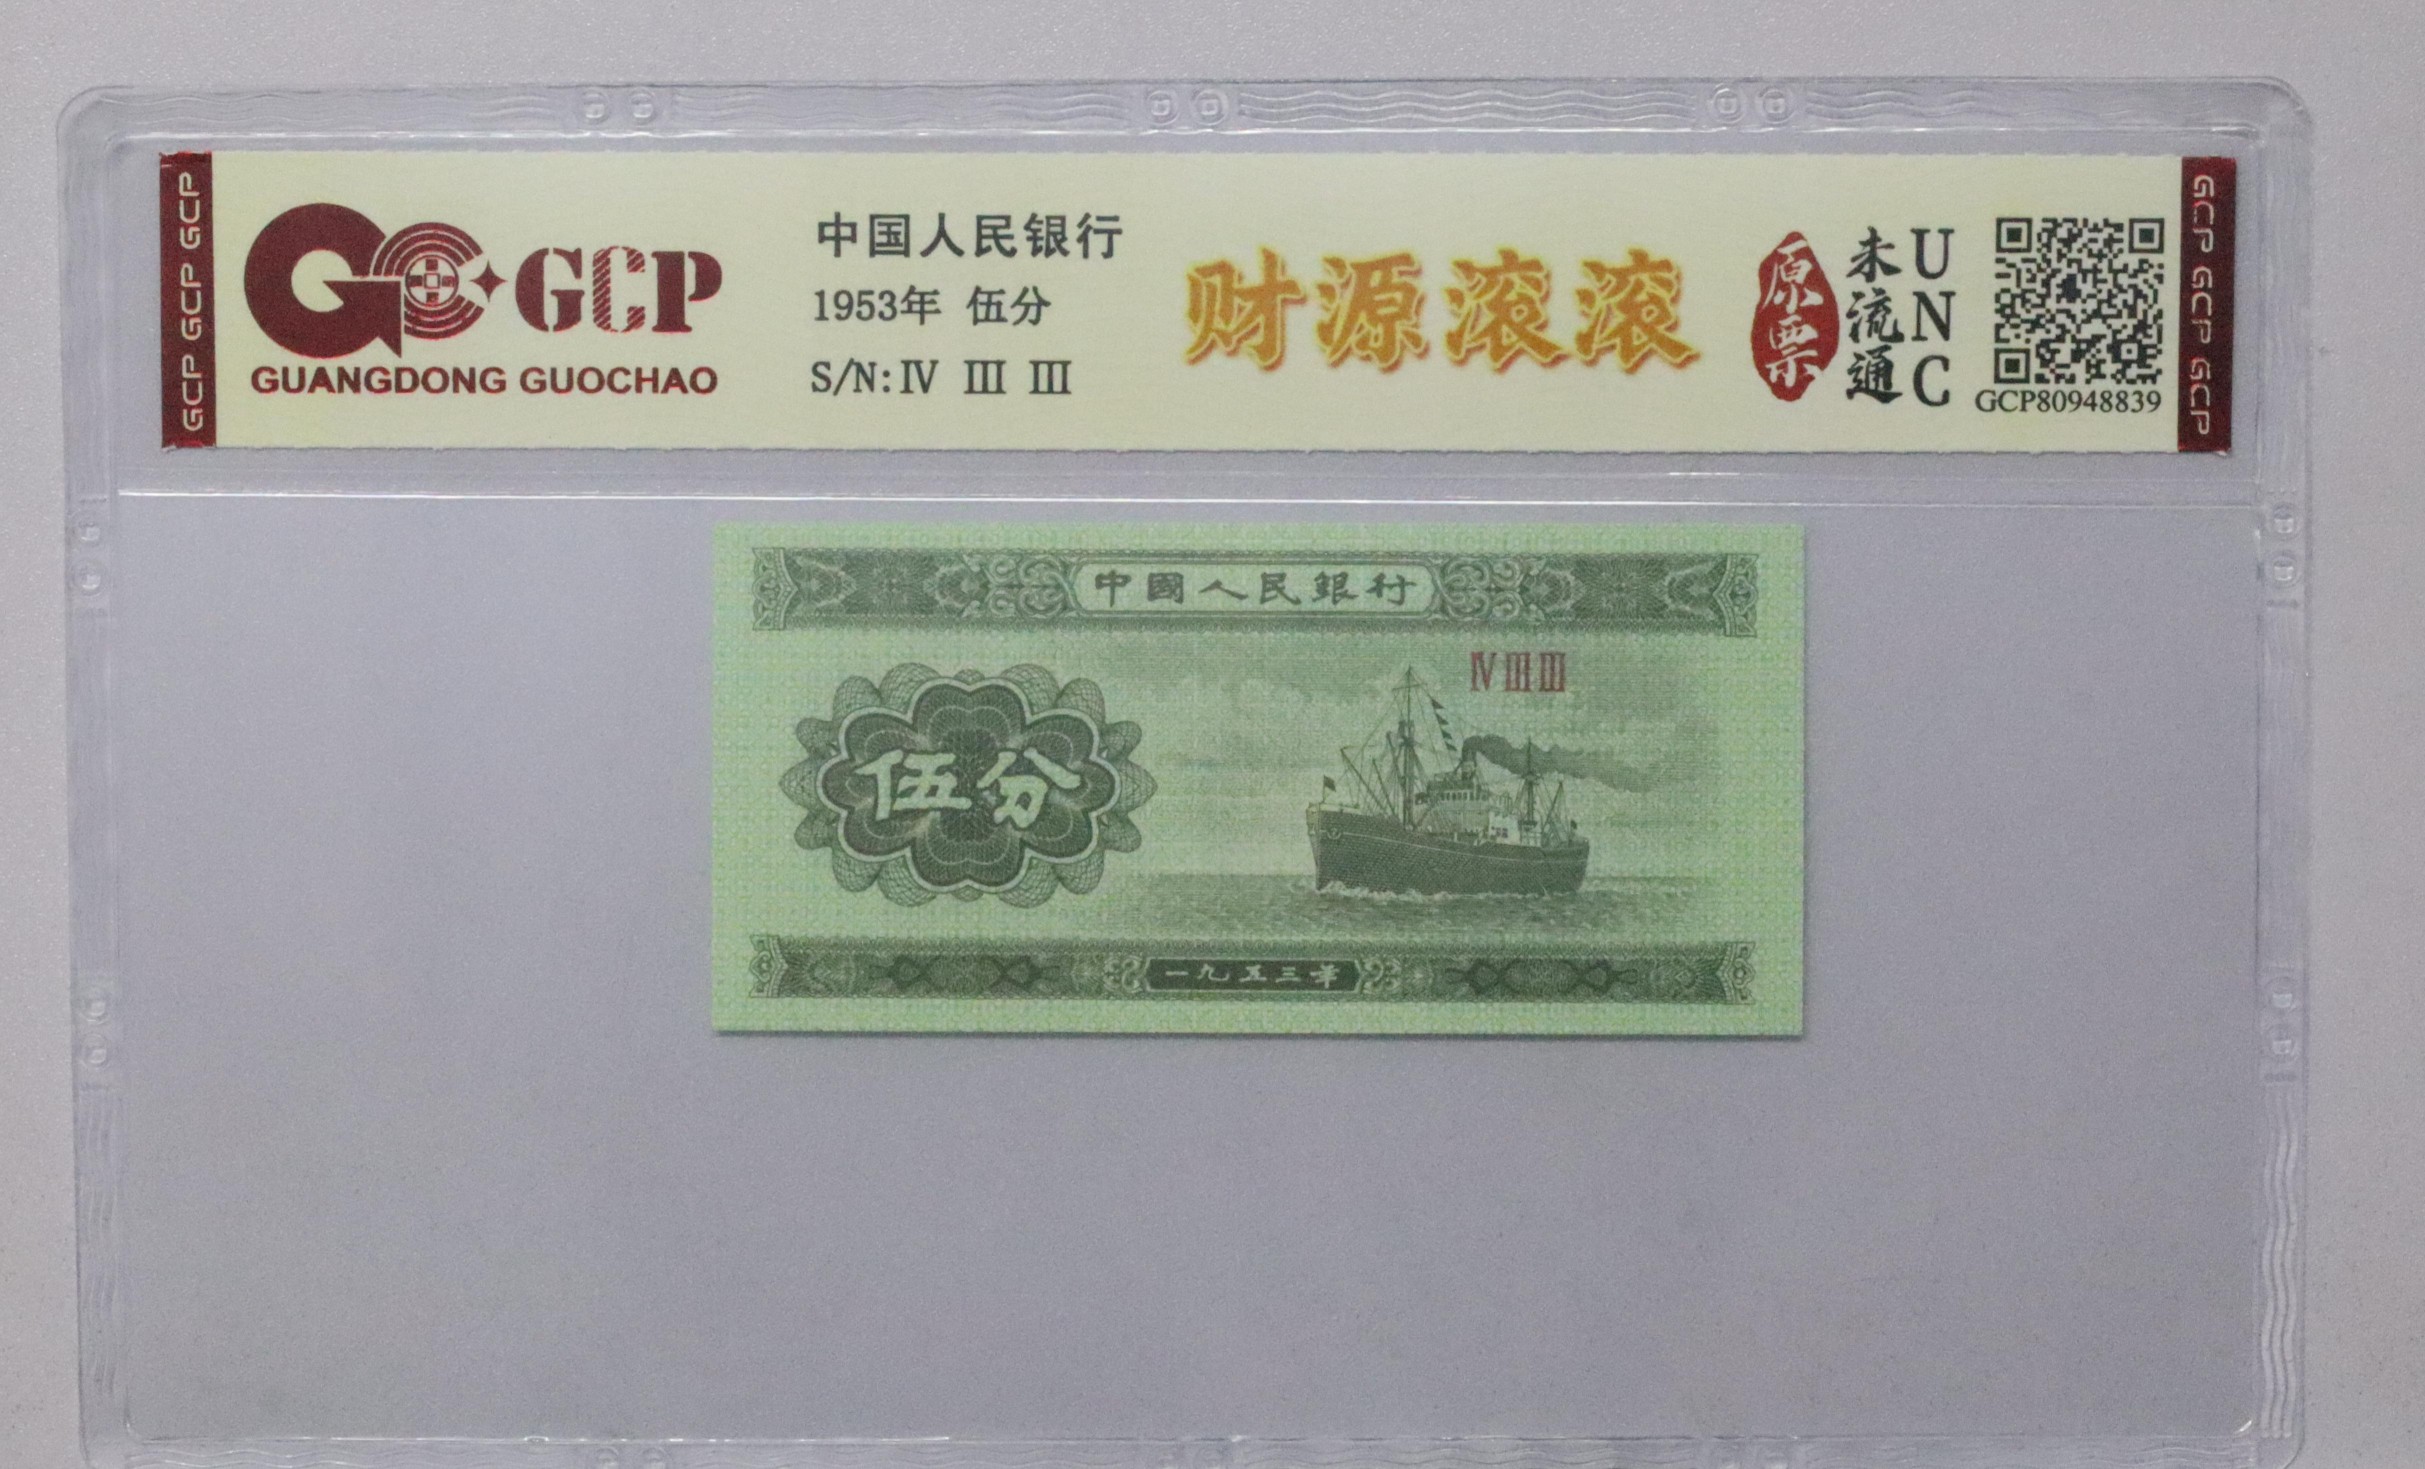 GCP GCP GCP
GCP
GUANGDONG GUOCHAO
中国人民银行
1953年 伍分
S/N: IV III III
财源滚滚
原票
未流通
UNC
GCP80948839
GCP GCP GCP
中國人民銀行
IV III III
伍分
一九五三年